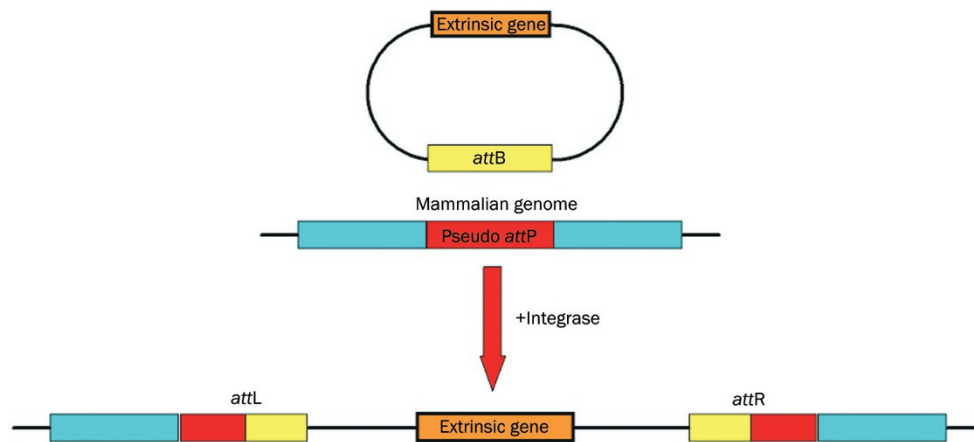 Extrinsic gene
attB
Mammalian genome
Pseudo attP
+Integrase
attL
attR
Extrinsic gene